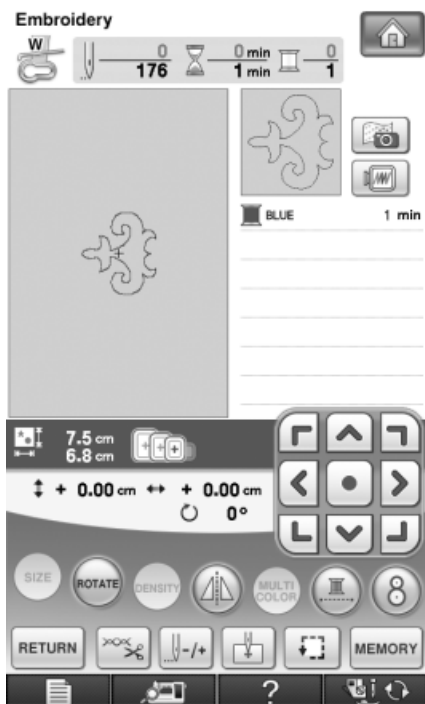 Embroidery
W
0 0 min 0
176 1 min 1
BLUE 1 min
7.5 cm
6.8 cm
+ 0.00 cm + 0.00 cm
0°
SIZE ROTATE DENSITY MULTI COLOR 8
RETURN -/+ MEMORY
? i